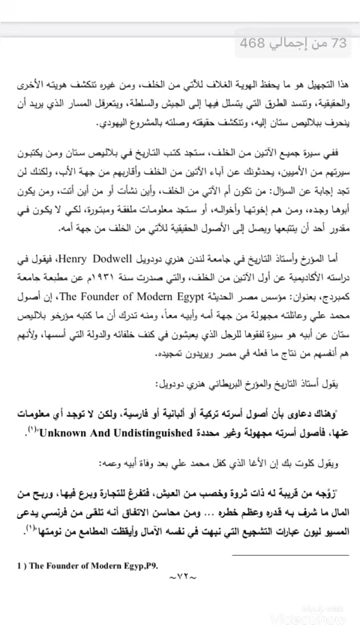 73 من إجمالي 468
هذا التجهيل هو ما يحفظ الهوية الغلاف للآتي من الخلف، ومن غيره تنكشف هويته الأخرى
والحقيقية، وتنسد الطرق التي يتسلل فيها إلى الجيش والسلطة، ويتعرقل المسار الذي يريد أن
ينحرف ببلاليص ستان إليه، وتنكشف حقيقته وصلته بالمشروع اليهودي.
ففي سيرة جميع الآتين من الخلف، ستجد كتب التاريخ في بلاليص ستان ومن يكتبون
سيرتهم من الأميين، يحدثونك عن آباء الآتين من الخلف وأقاربهم من جهة الأب، ولكنك لن
تجد إجابة عن السؤال: من تكون أم الآتي من الخلف، وأين نشأت أو من أين أتت، ومن يكون
أبوها وجده، ومن هم إخوتها وأخواله، أو ستجد معلومات ملفقة ومبتورة، لكي لا يكون في
مقدور أحد أن يتتبعها ويصل إلى الأصول الحقيقية للآتي من الخلف من جهة أمه.
أما المؤرخ وأستاذ التاريخ في جامعة لندن هنري دودويل Henry Dodwell، فيقول في
دراسته الأكاديمية عن أول الآتين من الخلف، والتي صدرت سنة ١٩٣١م عن مطبعة جامعة
كمبردج، بعنوان: مؤسس مصر الحديثة The Founder of Modern Egypt، إن أصول
محمد علي وعائلته مجهولة من جهة أمه وأبيه معاً، ومنه تدرك أن ما كتبه مؤرخو بلاليص
ستان عن أبيه هو سيرة لفقوها للرجل الذي يعيشون في كنف خلفائه والدولة التي أسسها، ولأنهم
هم أنفسهم من نتاج ما فعله في مصر ويريدون تمجيده.
يقول أستاذ التاريخ والمؤرخ البريطاني هنري دودويل:
"وهناك دعاوى بأن أصول أسرته تركية أو ألبانية أو فارسية، ولكن لا توجد أي معلومات
عنها، فأصول أسرته مجهولة وغير محددة Unknown And Undistinguished"(١).
ويقول كلوت بك إن الأغا الذي كفل محمد علي بعد وفاة أبيه وعمه:
"زوّجه من قريبة له ذات ثروة وخصب من العيش، فتفرغ للتجارة وبرع فيها، وربح من
المال ما شرف به قدره وعظم خطره ... ومن محاسن الاتفاق أنه تلقى من فرنسي يدعى
المسيو ليون عبارات التشجيع التي نبهت في نفسه الآمال وأيقظت المطامع من نومتها"(١).
1 ) The Founder of Modern Egyp,P9.
~٧٢~